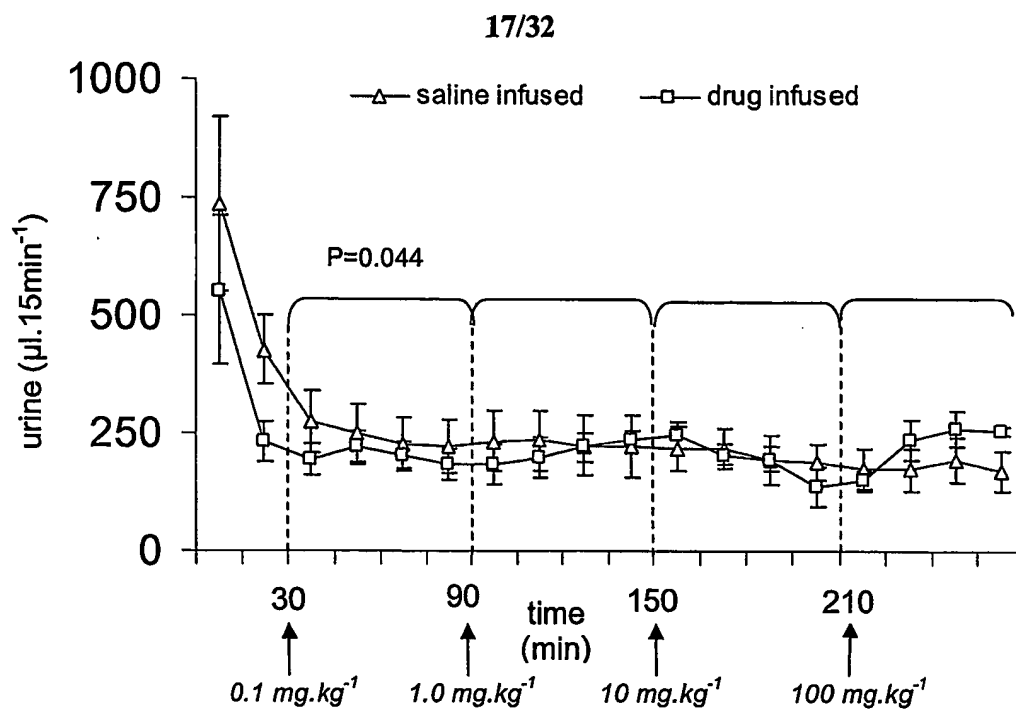 17/32
saline infused
drug infused
1000
750
500
250
0
urine (µl.15min⁻¹)
P=0.044
30
90
150
210
time
(min)
0.1 mg.kg⁻¹
1.0 mg.kg⁻¹
10 mg.kg⁻¹
100 mg.kg⁻¹